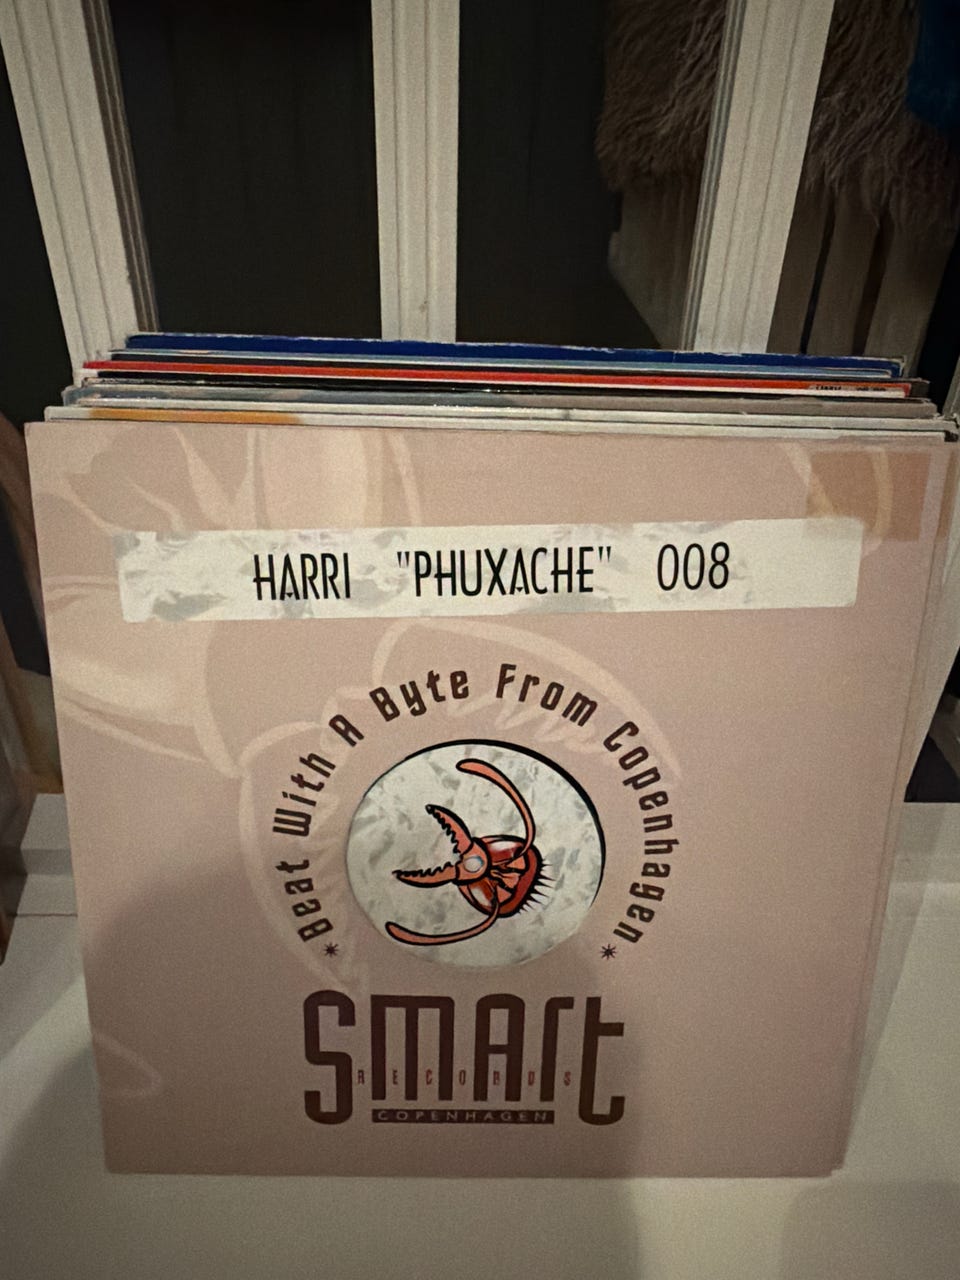 HARRI "PHUXACHE" 008
Beat With A Byte From Copenhagen
SMArt
RECORDS
COPENHAGEN